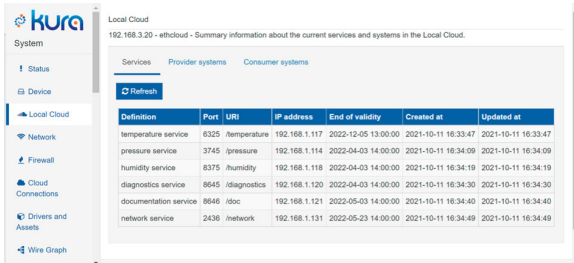 kura
System
Status
Device
Local Cloud
Network
Firewall
Cloud
Connections
Drivers and
Assets
Wire Graph
Local Cloud
192.168.3.20 - ethcloud - Summary information about the current services and systems in the Local Cloud.
Services Provider systems Consumer systems
Refresh
Definition Port URI IP address End of validity Created at Updated at
temperature service 6325 /temperature 192.168.1.117 2022-12-05 13:00:00 2021-10-11 16:33:47 2021-10-11 16:33:47
pressure service 3745 /pressure 192.168.1.114 2022-04-03 14:00:00 2021-10-11 16:34:09 2021-10-11 16:34:09
humidity service 8375 /humidity 192.168.1.118 2022-04-03 14:00:00 2021-10-11 16:34:19 2021-10-11 16:34:19
diagnostics service 8645 /diagnostics 192.168.1.120 2022-04-03 14:00:00 2021-10-11 16:34:30 2021-10-11 16:34:30
documentation service 8646 /doc 192.168.1.121 2022-05-03 14:00:00 2021-10-11 16:34:40 2021-10-11 16:34:40
network service 2436 /network 192.168.1.131 2022-05-23 14:00:00 2021-10-11 16:34:49 2021-10-11 16:34:49